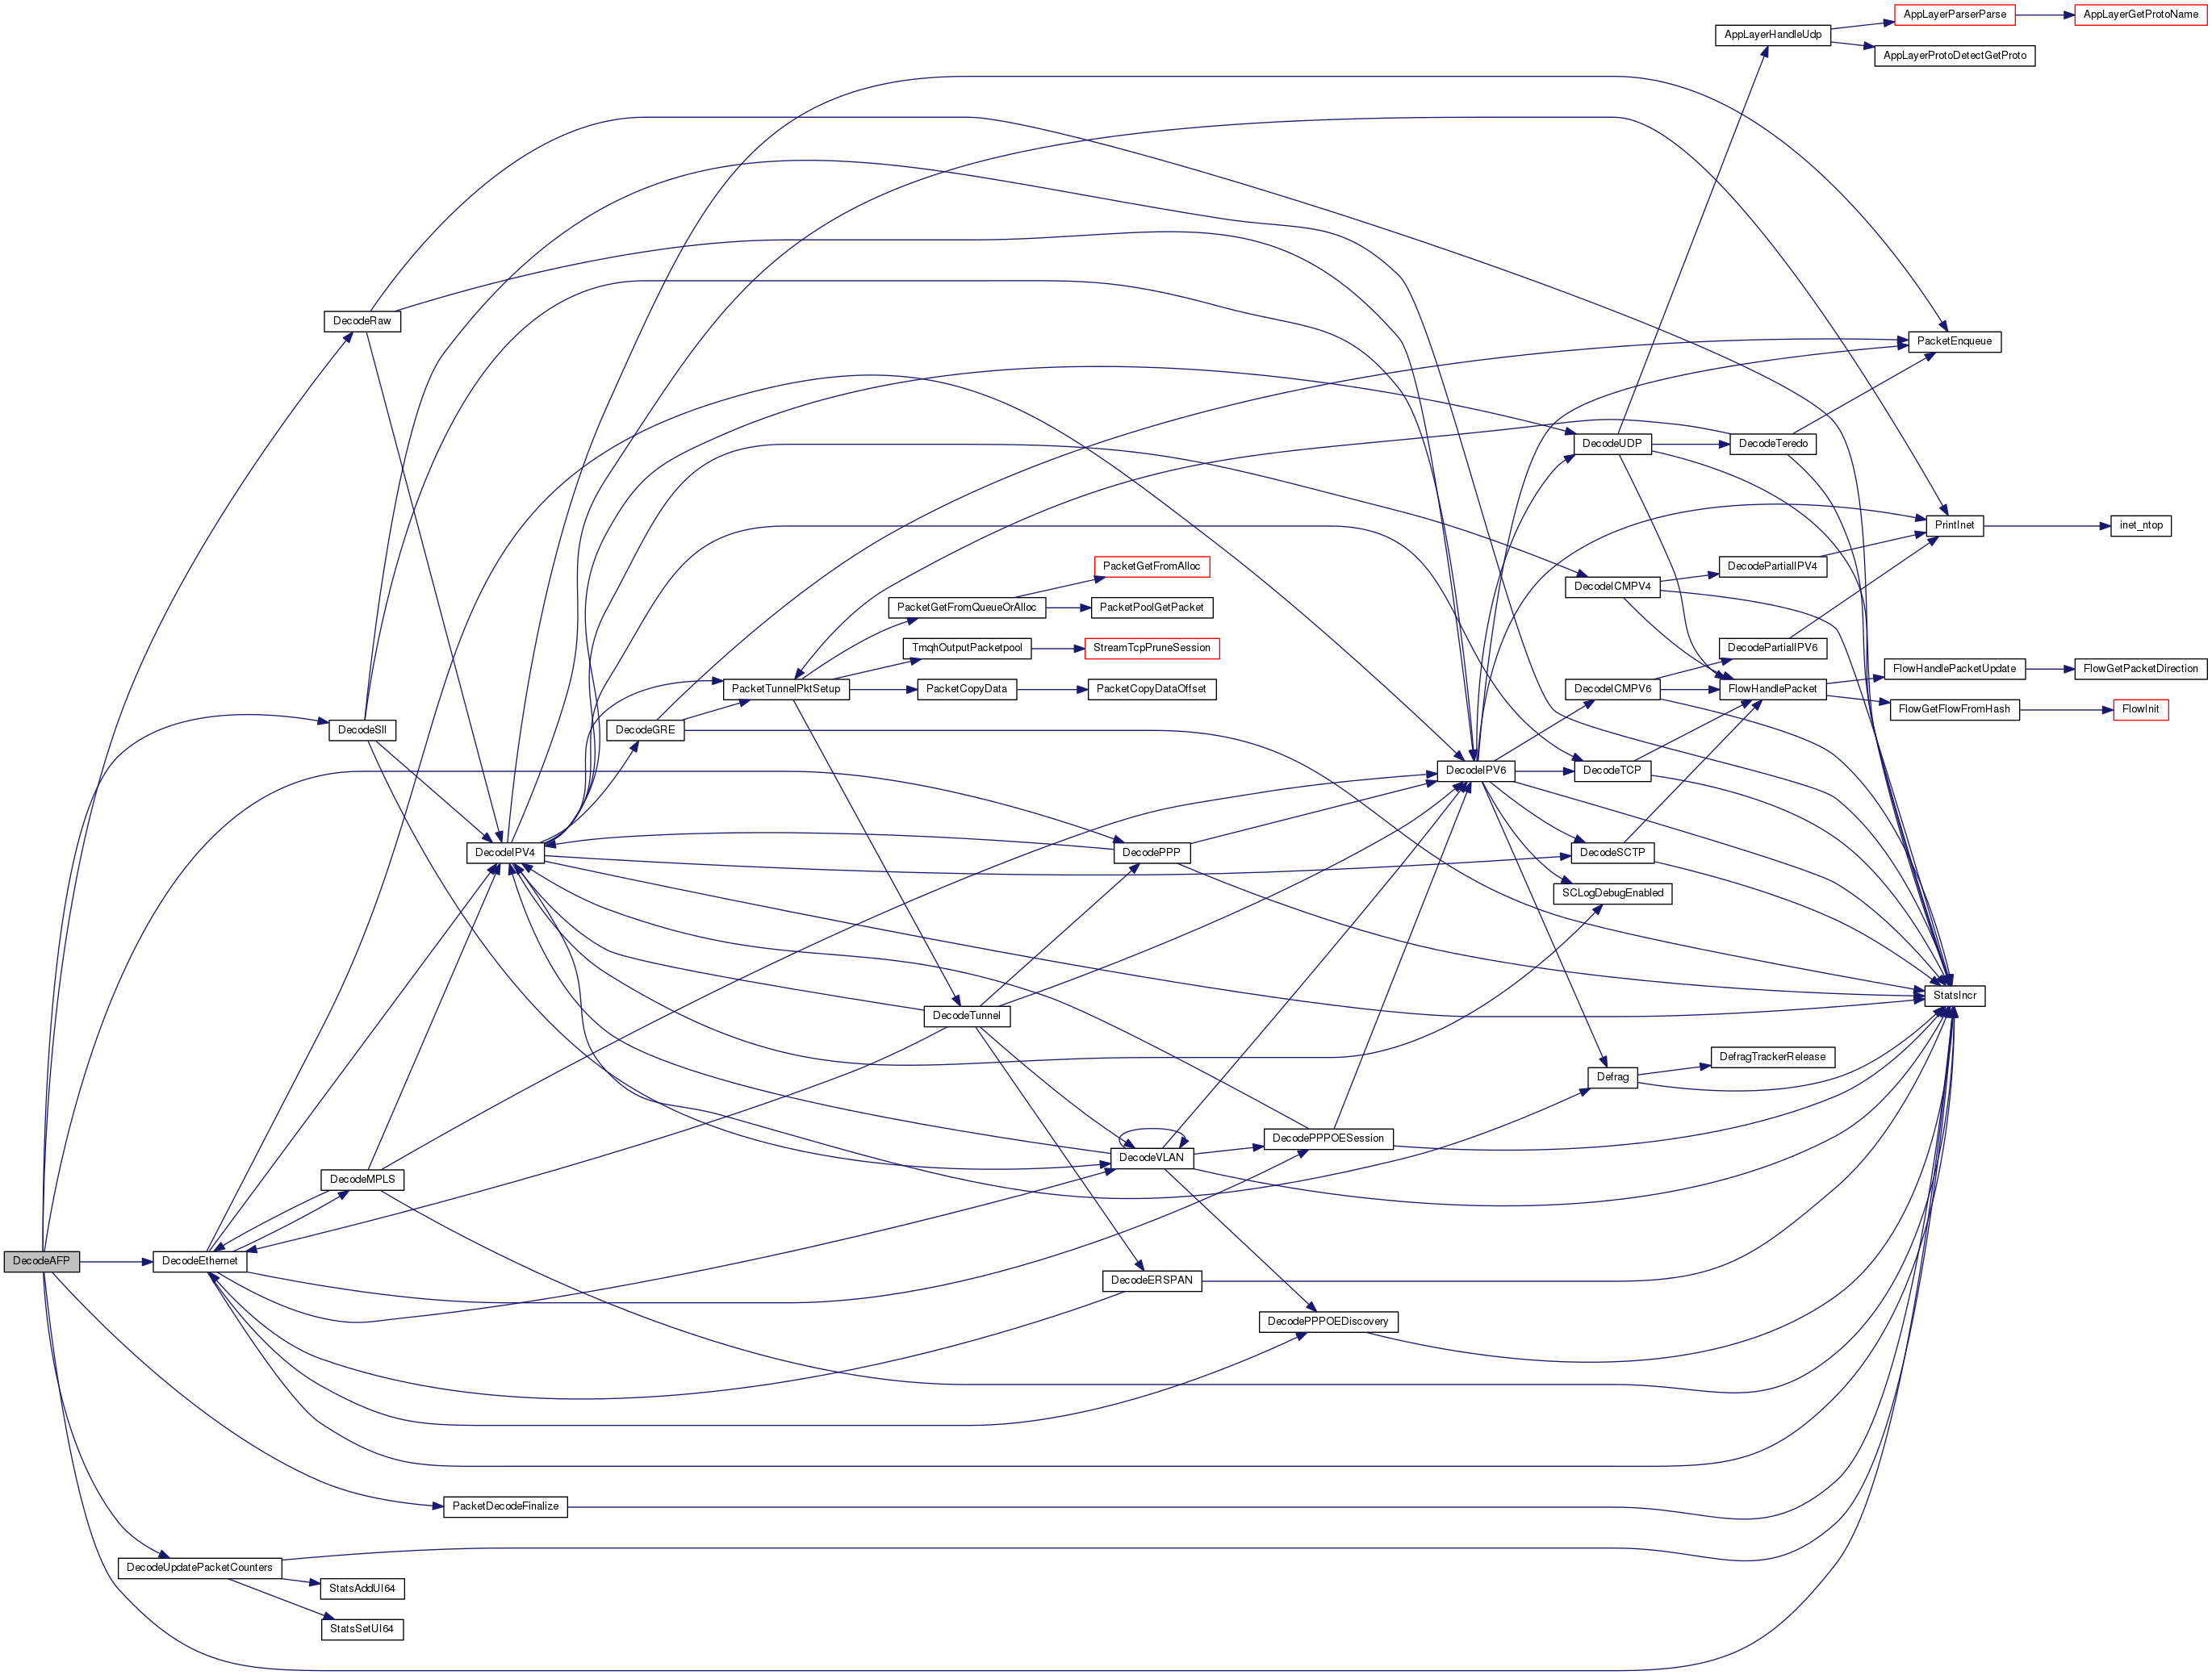 AppLayerParserParse
AppLayerGetProtoName
AppLayerHandleUdp
AppLayerProtoDetectGetProto
DecodeRaw
PacketEnqueue
DecodeUDP
DecodeTeredo
PrintInet
inet_ntop
PacketGetFromAlloc
DecodePartialIPV4
DecodeICMPV4
PacketGetFromQueueOrAlloc
PacketPoolGetPacket
TmqhOutputPacketpool
StreamTcpPruneSession
DecodePartialIPV6
FlowHandlePacketUpdate
FlowGetPacketDirection
PacketTunnelPktSetup
PacketCopyData
PacketCopyDataOffset
DecodeICMPV6
FlowHandlePacket
FlowGetFlowFromHash
FlowInit
DecodeSll
DecodeGRE
DecodeIPV6
DecodeTCP
DecodeIPV4
DecodePPP
DecodeSCTP
SCLogDebugEnabled
StatsIncr
DecodeTunnel
DefragTrackerRelease
Defrag
DecodePPPOESession
DecodeVLAN
DecodeMPLS
DecodeAFP
DecodeEthernet
DecodeERSPAN
DecodePPPOEDiscovery
PacketDecodeFinalize
DecodeUpdatePacketCounters
StatsAddUI64
StatsSetUI64